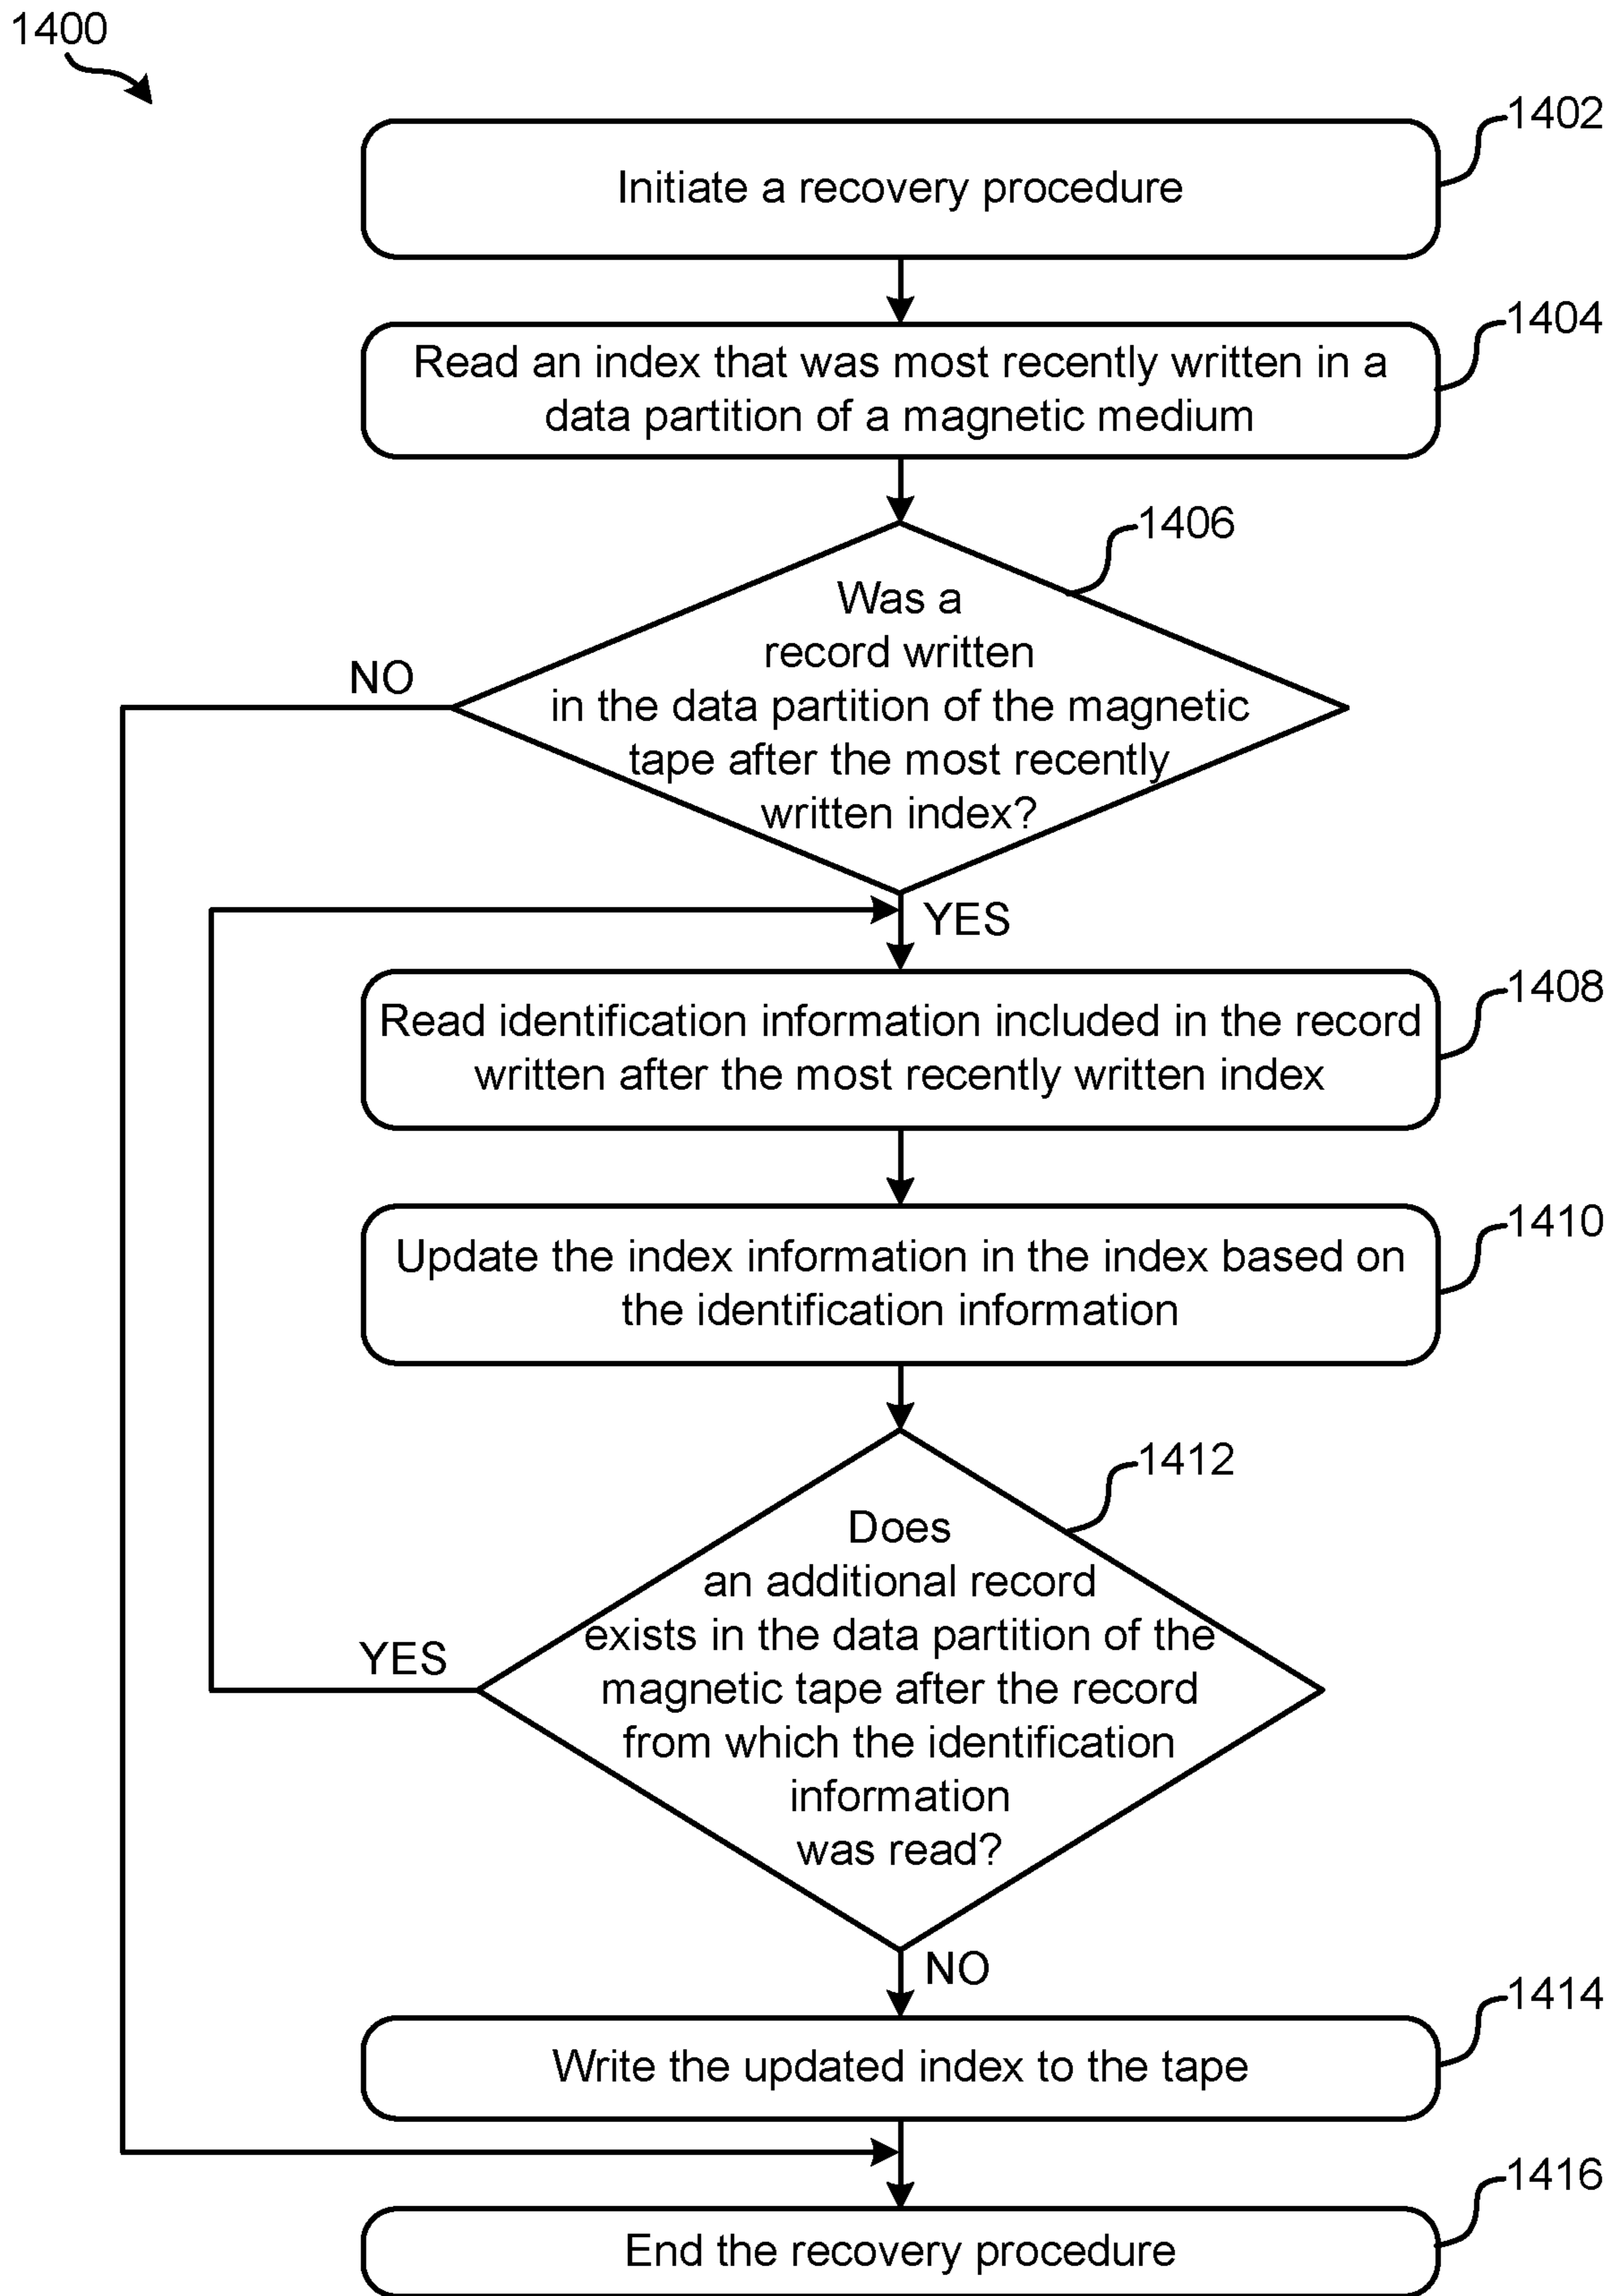 1400
1402
Initiate a recovery procedure
1404
Read an index that was most recently written in a
data partition of a magnetic medium
1406
Was a
record written
in the data partition of the magnetic
tape after the most recently
written index?
NO
YES
1408
Read identification information included in the record
written after the most recently written index
1410
Update the index information in the index based on
the identification information
1412
Does
an additional record
exists in the data partition of the
magnetic tape after the record
from which the identification
information
was read?
YES
NO
1414
Write the updated index to the tape
1416
End the recovery procedure